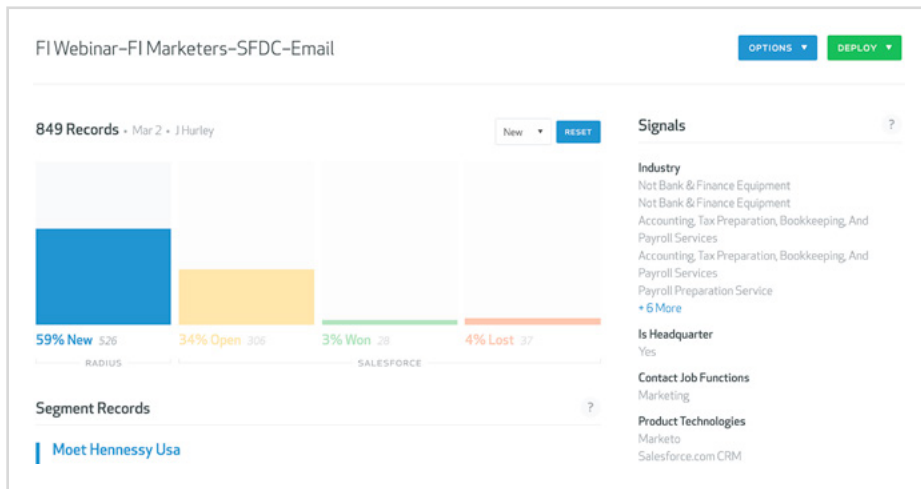 FI Webinar–FI Marketers–SFDC–Email
OPTIONS ▼
DEPLOY ▼
849 Records • Mar 2 • J Hurley
New ▼
RESET
59% New 526
34% Open 306
3% Won 28
4% Lost 37
RADIUS
SALESFORCE
Segment Records
?
Moet Hennessy Usa
Signals
?
Industry
Not Bank & Finance Equipment
Not Bank & Finance Equipment
Accounting, Tax Preparation, Bookkeeping, And
Payroll Services
Accounting, Tax Preparation, Bookkeeping, And
Payroll Services
Payroll Preparation Service
+ 6 More
Is Headquarter
Yes
Contact Job Functions
Marketing
Product Technologies
Marketo
Salesforce.com CRM